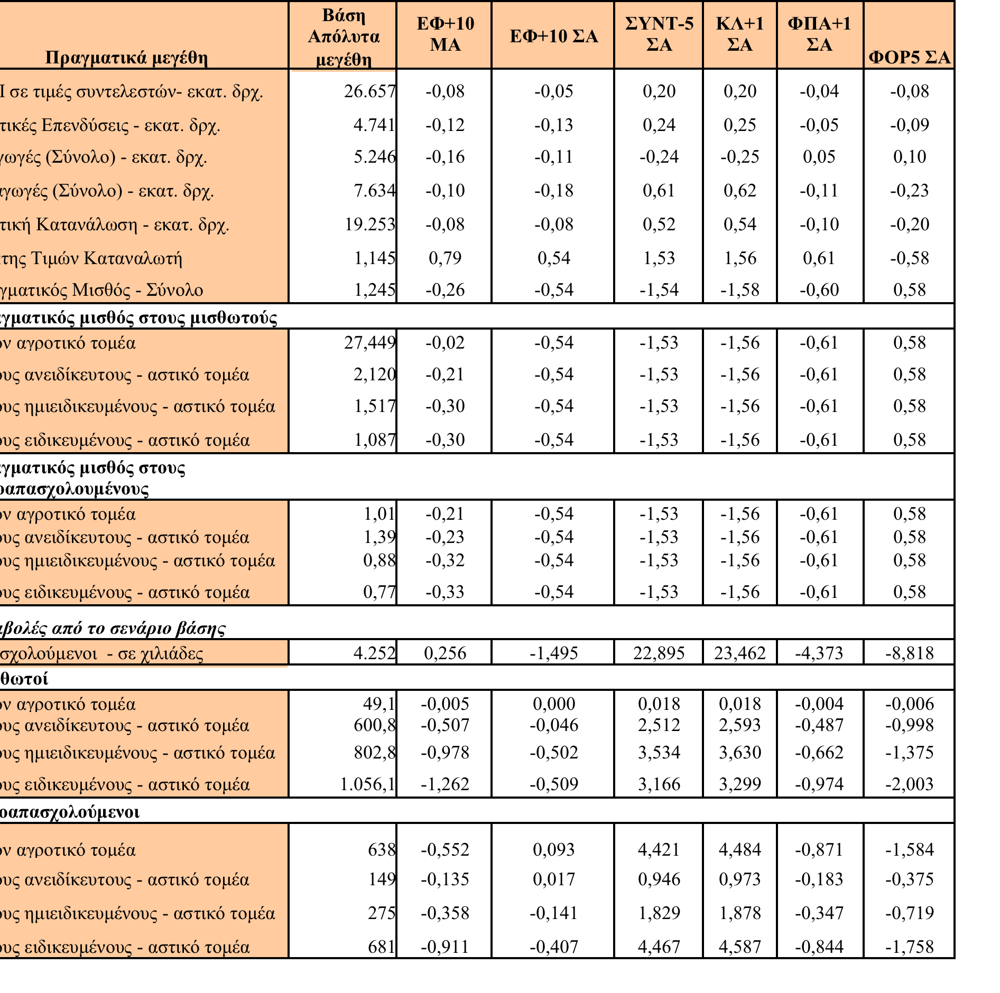 Πραγματικά μεγέθη Βάση Απόλυτα μεγέθη ΕΦ+10 ΜΑ ΕΦ+10 ΣΑ ΣΥΝΤ-5 ΣΑ ΚΛ+1 ΣΑ ΦΠΑ+1 ΣΑ ΦΟΡ5 ΣΑ
σε τιμές συντελεστών- εκατ. δρχ. 26.657 -0,08 -0,05 0,20 0,20 -0,04 -0,08
τικές Επενδύσεις - εκατ. δρχ. 4.741 -0,12 -0,13 0,24 0,25 -0,05 -0,09
γωγές (Σύνολο) - εκατ. δρχ. 5.246 -0,16 -0,11 -0,24 -0,25 0,05 0,10
αγωγές (Σύνολο) - εκατ. δρχ. 7.634 -0,10 -0,18 0,61 0,62 -0,11 -0,23
τική Κατανάλωση - εκατ. δρχ. 19.253 -0,08 -0,08 0,52 0,54 -0,10 -0,20
της Τιμών Καταναλωτή 1,145 0,79 0,54 1,53 1,56 0,61 -0,58
γματικός Μισθός - Σύνολο 1,245 -0,26 -0,54 -1,54 -1,58 -0,60 0,58
αγματικός μισθός στους μισθωτούς
ον αγροτικό τομέα 27,449 -0,02 -0,54 -1,53 -1,56 -0,61 0,58
ους ανειδίκευτους - αστικό τομέα 2,120 -0,21 -0,54 -1,53 -1,56 -0,61 0,58
ους ημιειδικευμένους - αστικό τομέα 1,517 -0,30 -0,54 -1,53 -1,56 -0,61 0,58
ους ειδικευμένους - αστικό τομέα 1,087 -0,30 -0,54 -1,53 -1,56 -0,61 0,58
αγματικός μισθός στους
οαπασχολουμένους
ον αγροτικό τομέα 1,01 -0,21 -0,54 -1,53 -1,56 -0,61 0,58
ους ανειδίκευτους - αστικό τομέα 1,39 -0,23 -0,54 -1,53 -1,56 -0,61 0,58
ους ημιειδικευμένους - αστικό τομέα 0,88 -0,32 -0,54 -1,53 -1,56 -0,61 0,58
ους ειδικευμένους - αστικό τομέα 0,77 -0,33 -0,54 -1,53 -1,56 -0,61 0,58
αβολές από το σενάριο βάσης
σχολούμενοι - σε χιλιάδες 4.252 0,256 -1,495 22,895 23,462 -4,373 -8,818
θωτοί
ον αγροτικό τομέα 49,1 -0,005 0,000 0,018 0,018 -0,004 -0,006
ους ανειδίκευτους - αστικό τομέα 600,8 -0,507 -0,046 2,512 2,593 -0,487 -0,998
ους ημιειδικευμένους - αστικό τομέα 802,8 -0,978 -0,502 3,534 3,630 -0,662 -1,375
ους ειδικευμένους - αστικό τομέα 1.056,1 -1,262 -0,509 3,166 3,299 -0,974 -2,003
οαπασχολούμενοι
ον αγροτικό τομέα 638 -0,552 0,093 4,421 4,484 -0,871 -1,584
ους ανειδίκευτους - αστικό τομέα 149 -0,135 0,017 0,946 0,973 -0,183 -0,375
ους ημιειδικευμένους - αστικό τομέα 275 -0,358 -0,141 1,829 1,878 -0,347 -0,719
ους ειδικευμένους - αστικό τομέα 681 -0,911 -0,407 4,467 4,587 -0,844 -1,758